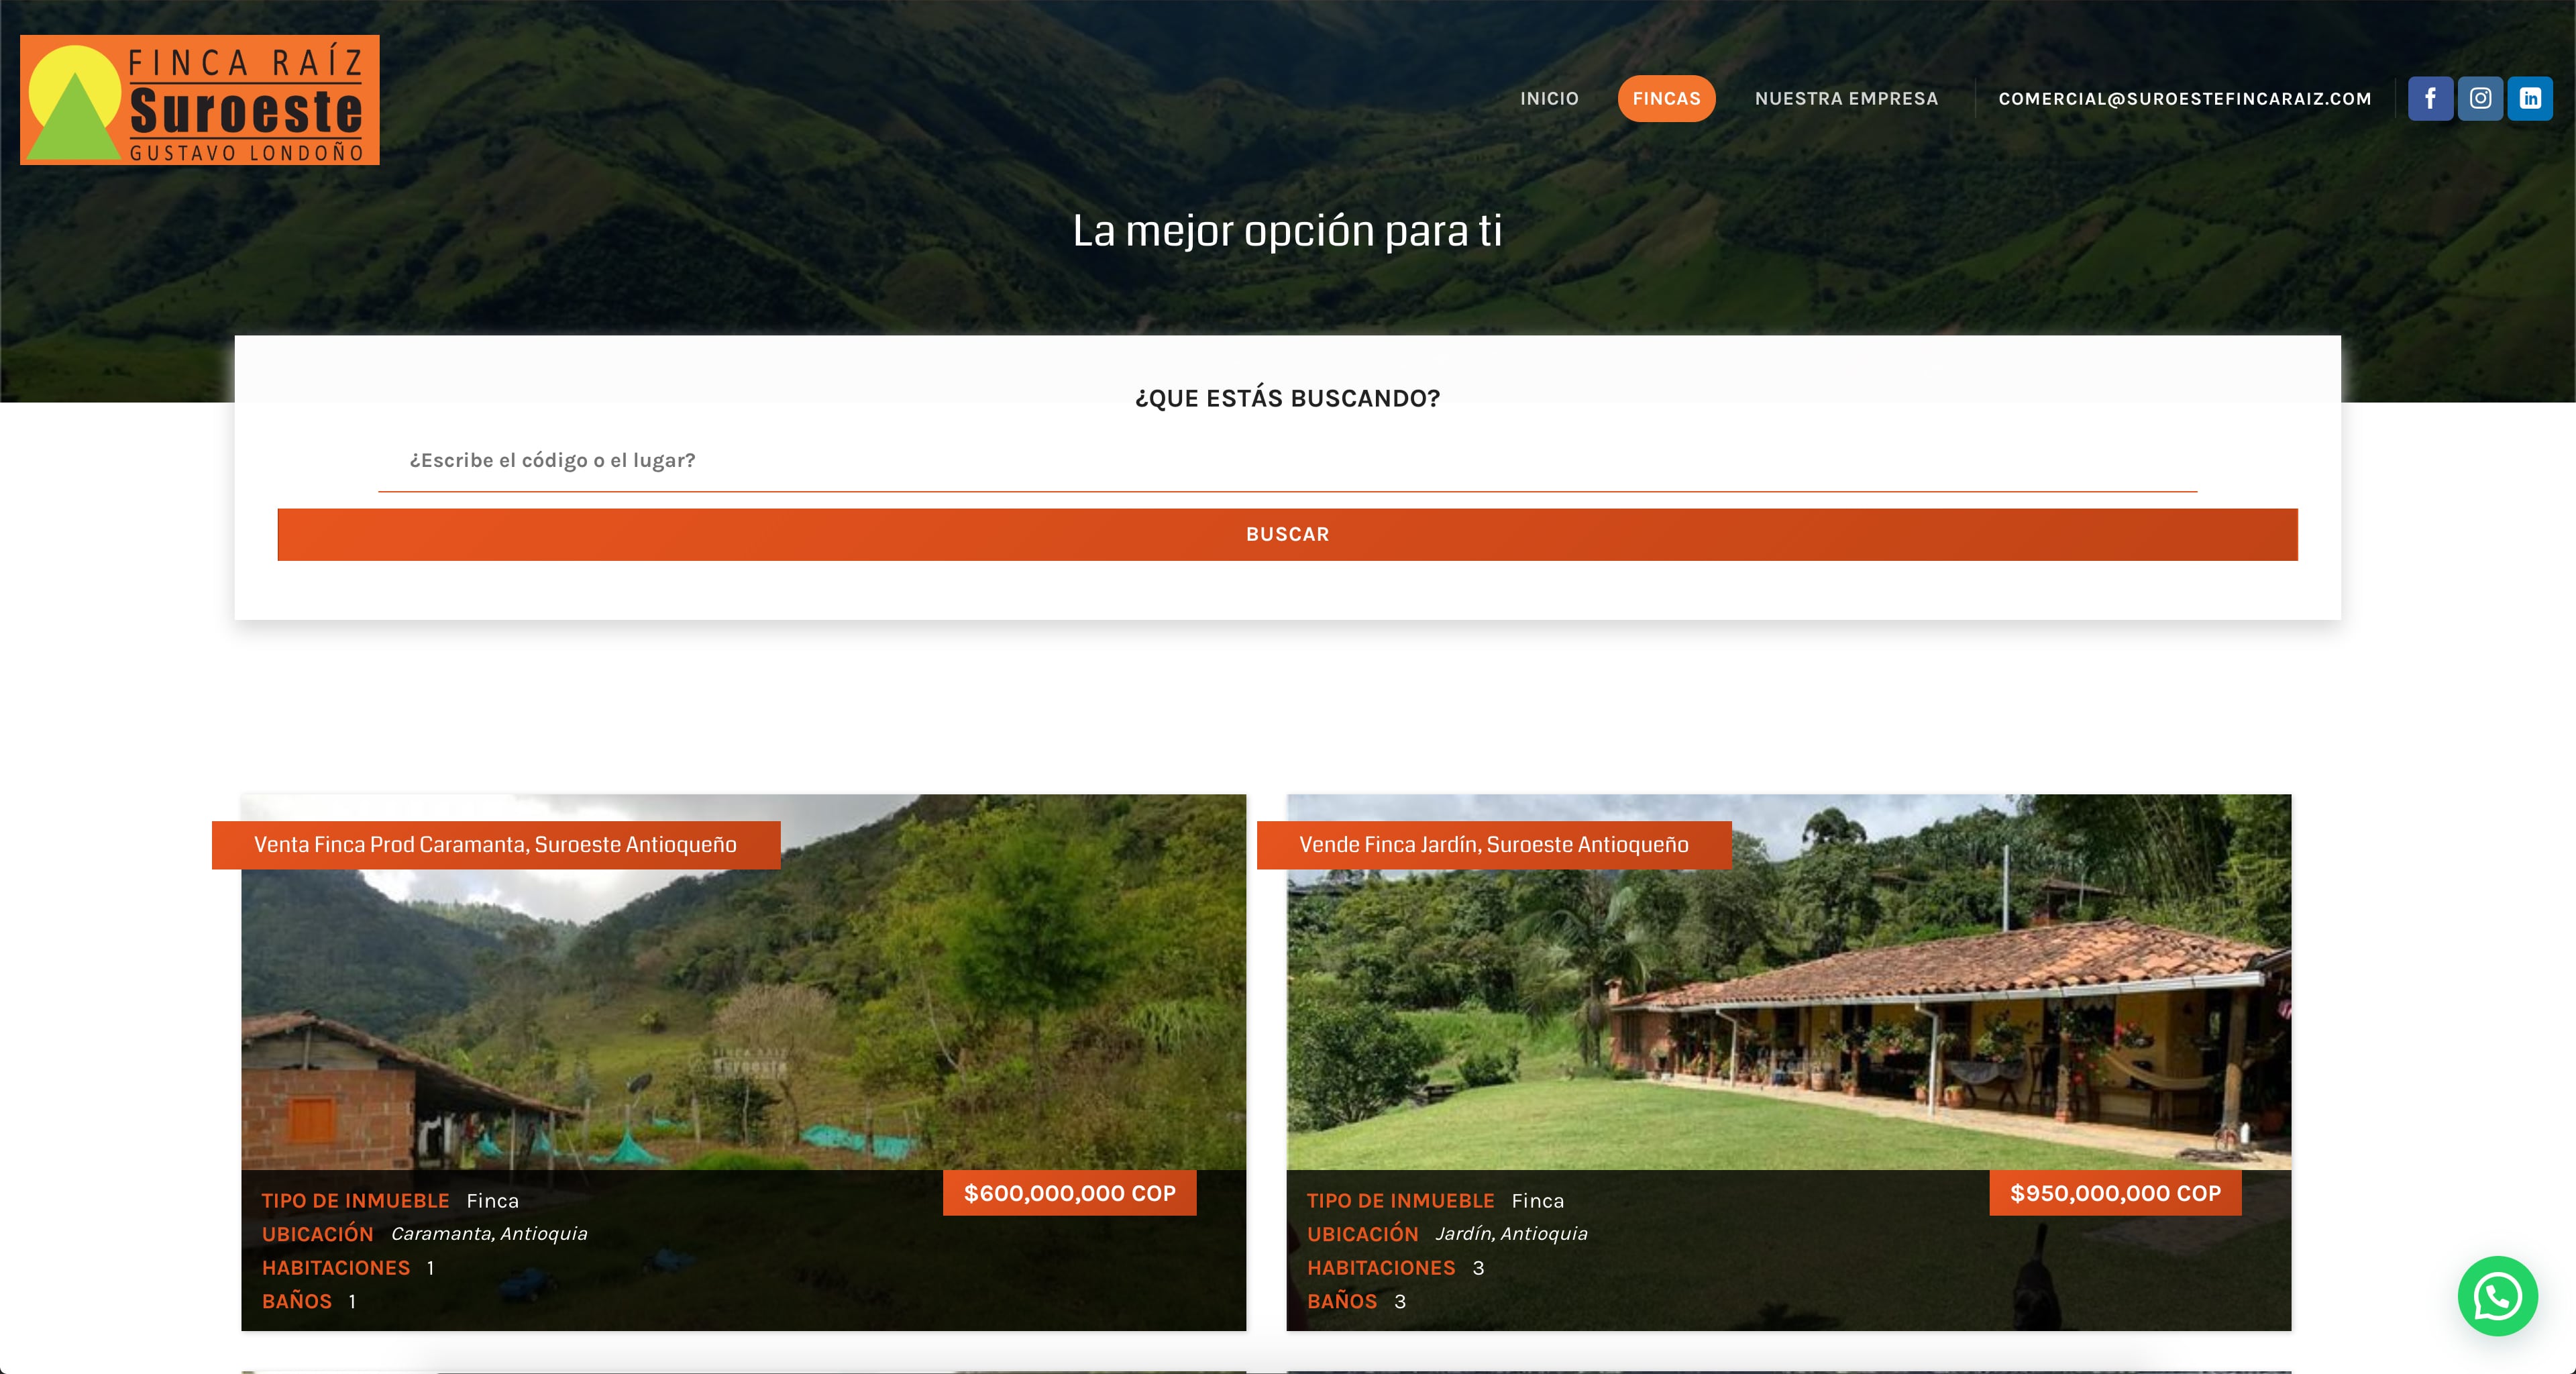 FINCA RAÍZ
Suroeste
GUSTAVO LONDOÑO
INICIO
FINCAS
NUESTRA EMPRESA
COMERCIAL@SUROESTEFINCARAIZ.COM
La mejor opción para ti
¿QUE ESTÁS BUSCANDO?
¿Escribe el código o el lugar?
BUSCAR
Venta Finca Prod Caramanta, Suroeste Antioqueño
FINCA RAÍZ
Suroeste
$600,000,000 COP
TIPO DE INMUEBLE Finca
UBICACIÓN Caramanta, Antioquia
HABITACIONES 1
BAÑOS 1
Vende Finca Jardín, Suroeste Antioqueño
$950,000,000 COP
TIPO DE INMUEBLE Finca
UBICACIÓN Jardín, Antioquia
HABITACIONES 3
BAÑOS 3